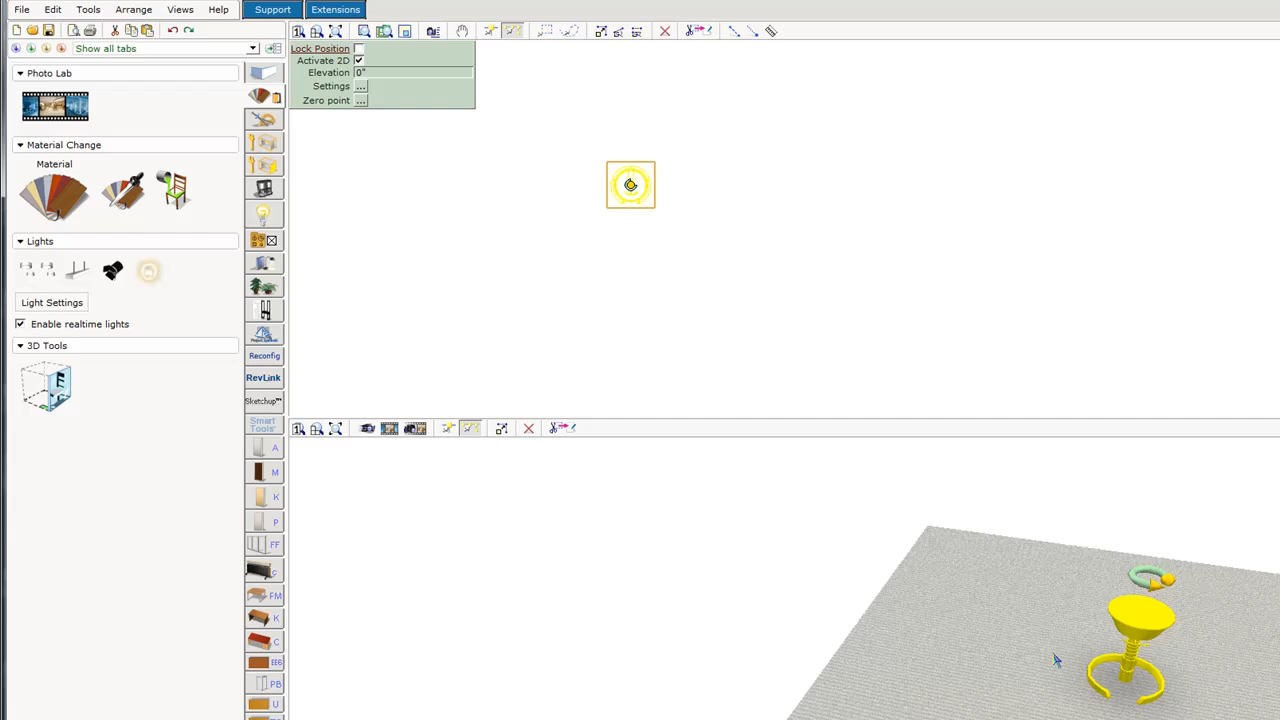 File Edit Tools Arrange Views Help Support Extensions
Show all tabs
Lock Position
Activate 2D
Elevation 0"
Settings ...
Zero point ...
Photo Lab
Material Change
Material
Lights
Light Settings
Enable realtime lights
3D Tools
Reconfig
RevLink
Sketchup™
Smart
Tools
A
M
K
P
FF
C
FM
K
C
EEB
PB
U